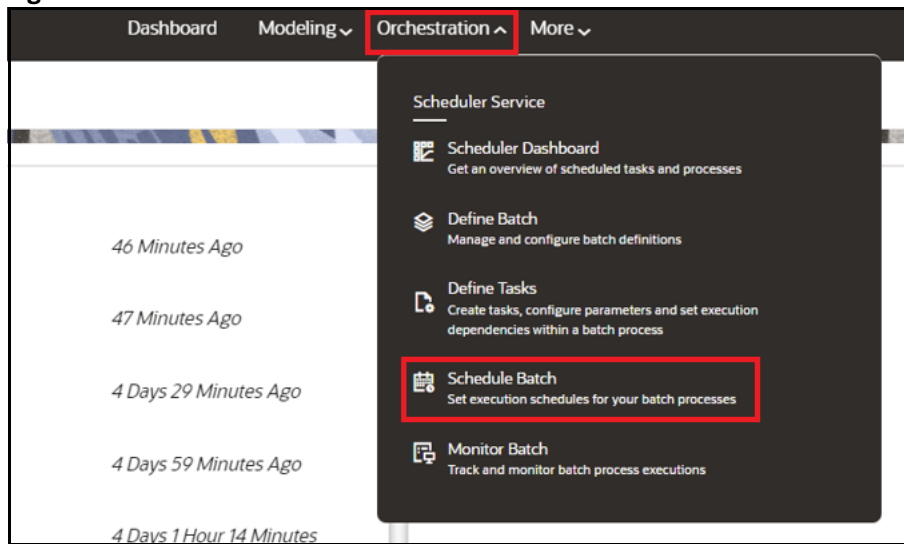 Dashboard Modeling Orchestration More
Scheduler Service
Scheduler Dashboard
Get an overview of scheduled tasks and processes
Define Batch
Manage and configure batch definitions
Define Tasks
Create tasks, configure parameters and set execution
dependencies within a batch process
Schedule Batch
Set execution schedules for your batch processes
Monitor Batch
Track and monitor batch process executions
46 Minutes Ago
47 Minutes Ago
4 Days 29 Minutes Ago
4 Days 59 Minutes Ago
4 Days 1 Hour 14 Minutes